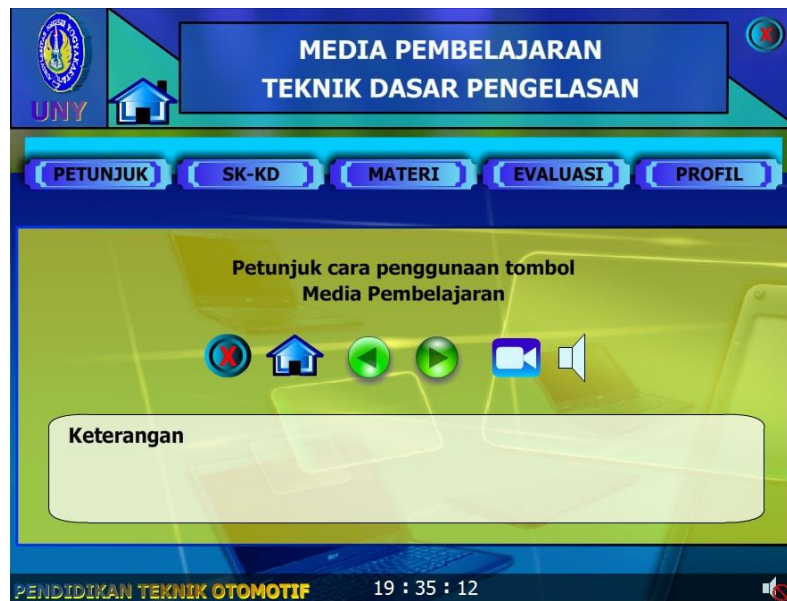 MEDIA PEMBELAJARAN
TEKNIK DASAR PENGELASAN
UNY
X
PETUNJUK
SK-KD
MATERI
EVALUASI
PROFIL
Petunjuk cara penggunaan tombol
Media Pembelajaran
X
Keterangan
PENDIDIKAN TEKNIK OTOMOTIF
19 : 35 : 12